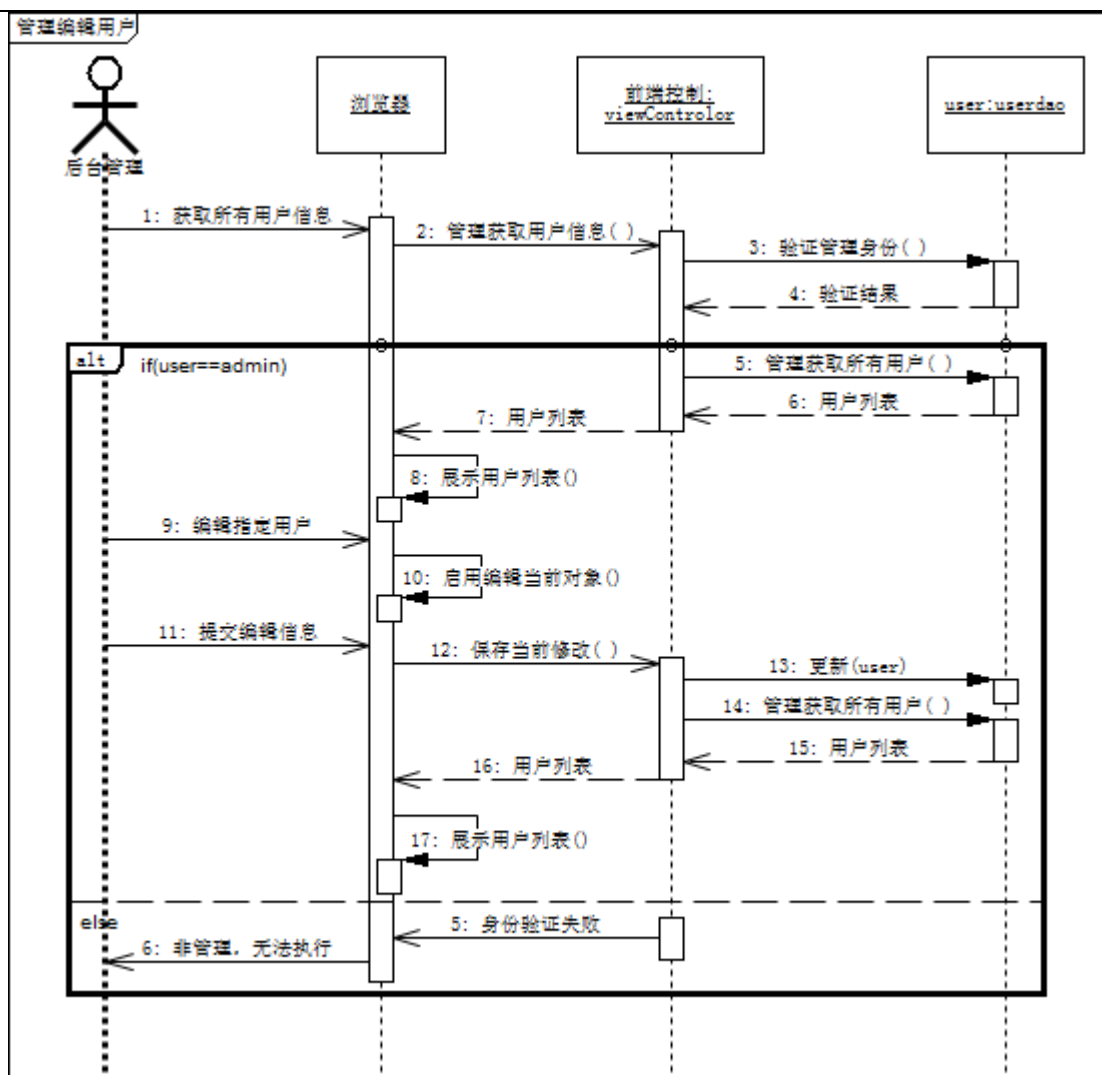 管理编辑用户
后台管理
浏览器
前端控制:
viewControlor
user:userdao
1: 获取所有用户信息
2: 管理获取用户信息()
3: 验证管理身份()
4: 验证结果
alt
if(user==admin)
5: 管理获取所有用户()
6: 用户列表
7: 用户列表
8: 展示用户列表()
9: 编辑指定用户
10: 启用编辑当前对象()
11: 提交编辑信息
12: 保存当前修改()
13: 更新(user)
14: 管理获取所有用户()
15: 用户列表
16: 用户列表
17: 展示用户列表()
else
5: 身份验证失败
6: 非管理，无法执行